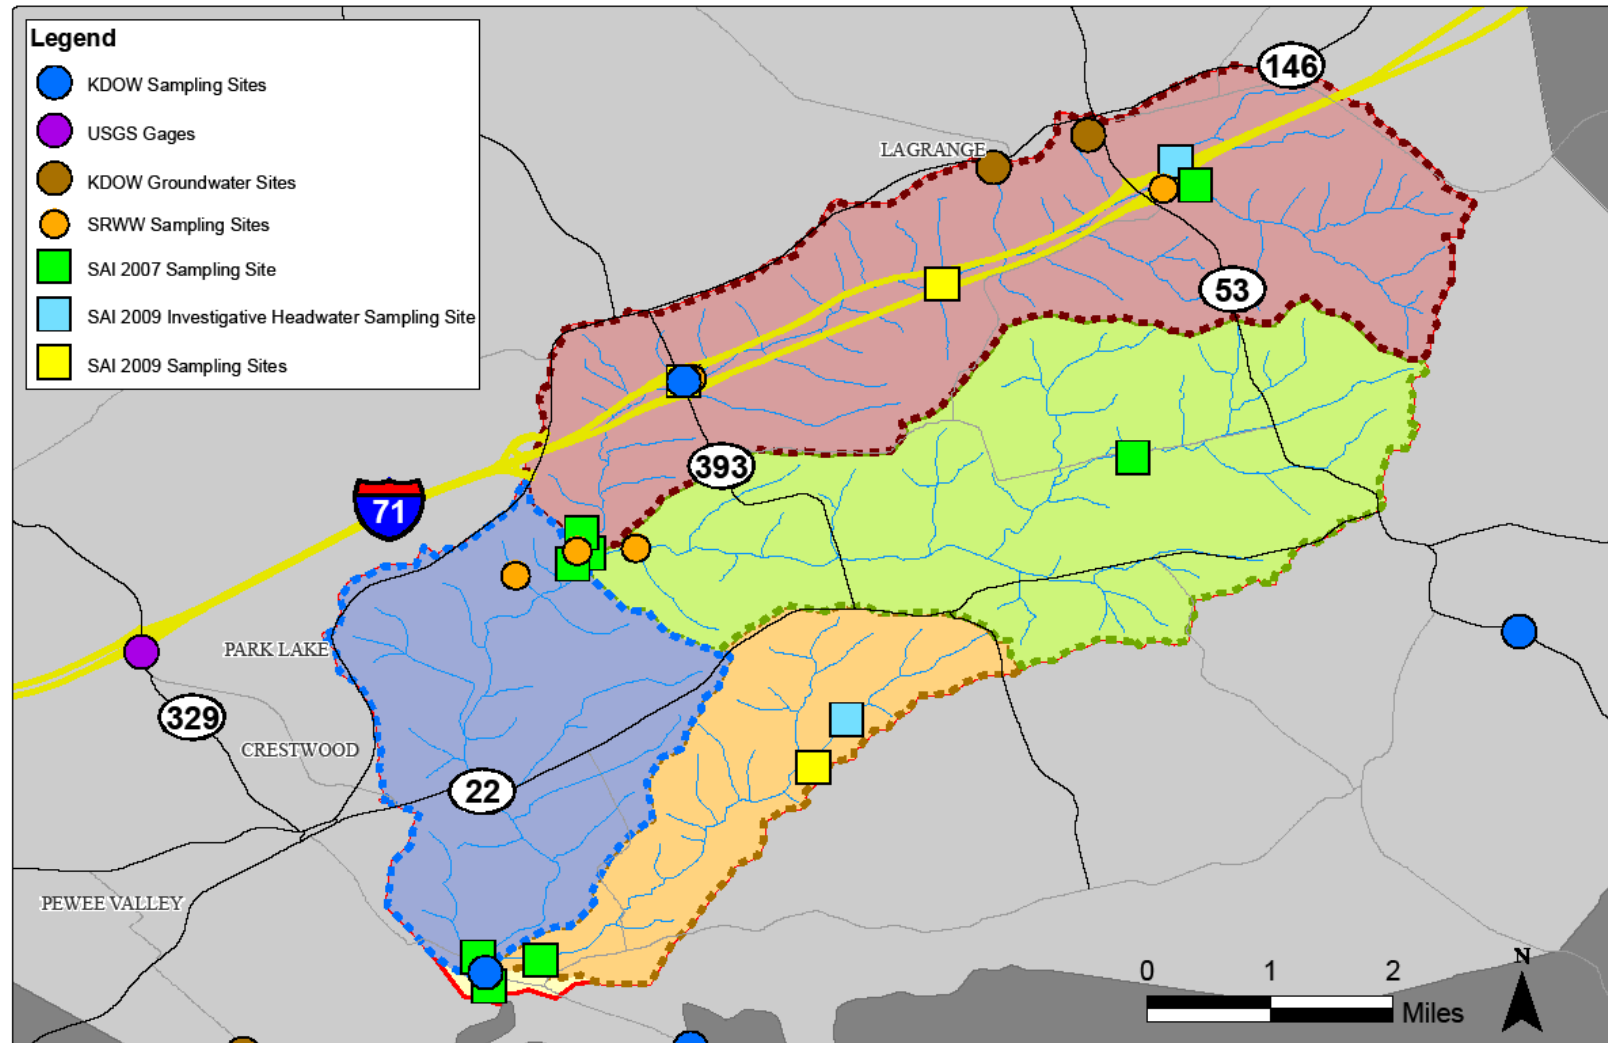 Legend
KDOW Sampling Sites
USGS Gages
KDOW Groundwater Sites
SRWW Sampling Sites
SAI 2007 Sampling Site
SAI 2009 Investigative Headwater Sampling Site
SAI 2009 Sampling Sites
146
LAGRANGE
53
393
71
PARK LAKE
329
CRESTWOOD
22
PEWEE VALLEY
N
0 1 2
Miles